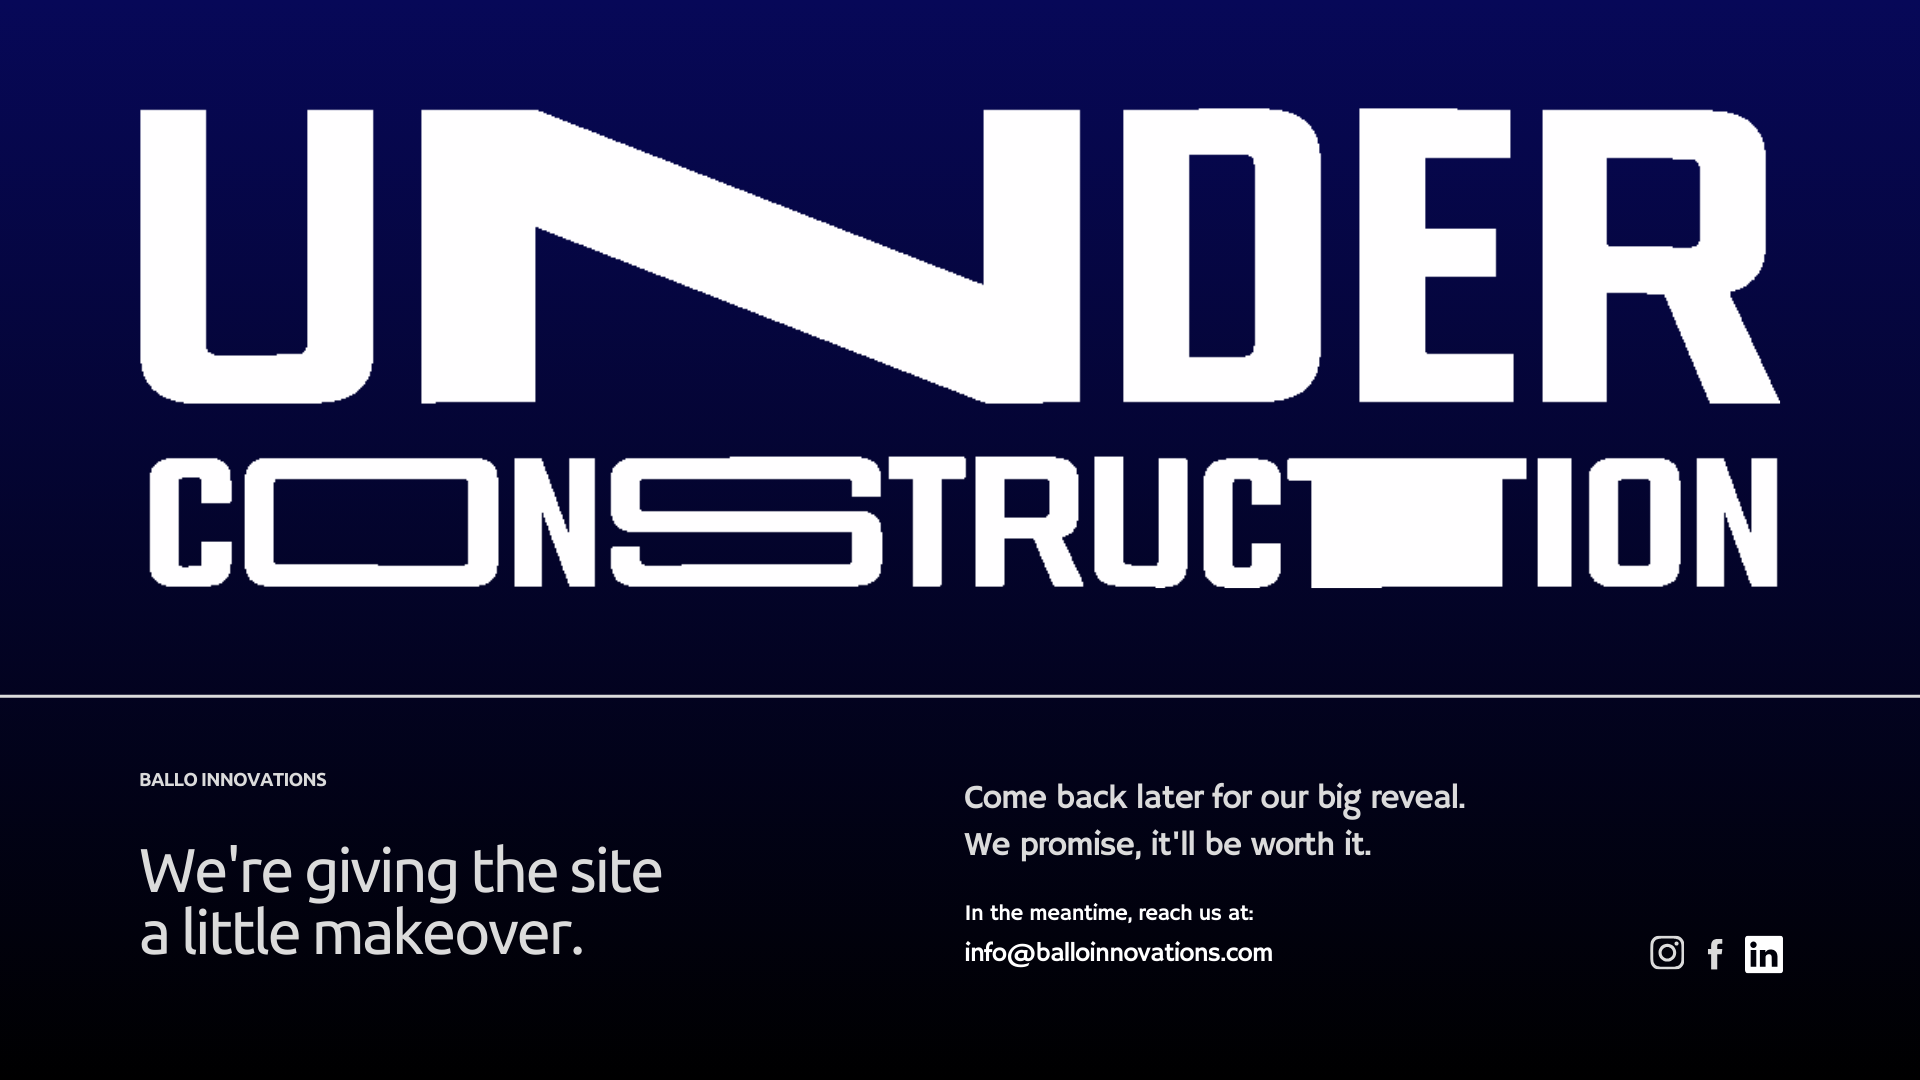 UNDER
CONSTRUCTION
BALLO INNOVATIONS
We're giving the site
a little makeover.
Come back later for our big reveal.
We promise, it'll be worth it.
In the meantime, reach us at:
info@balloinnovations.com